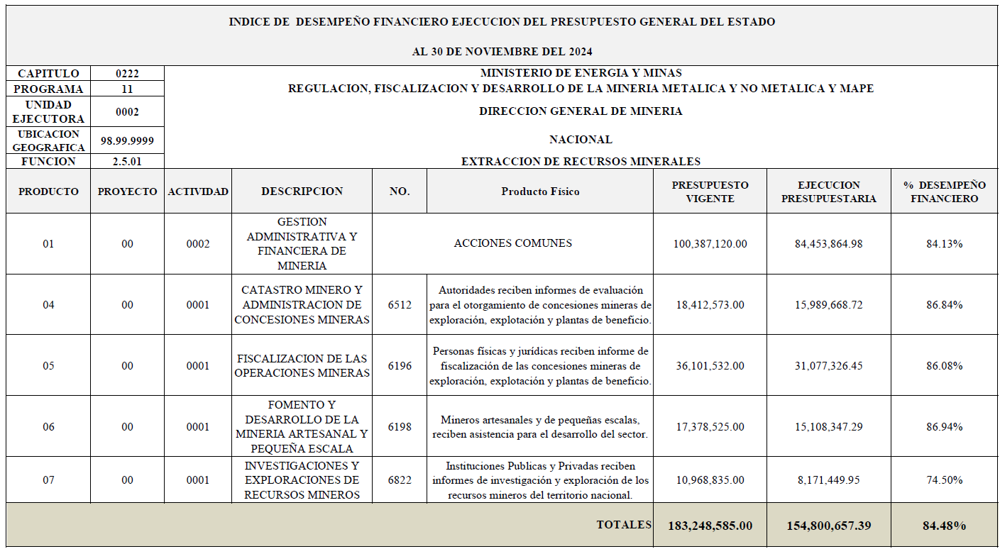 INDICE DE DESEMPEÑO FINANCIERO EJECUCION DEL PRESUPUESTO GENERAL DEL ESTADO
AL 30 DE NOVIEMBRE DEL 2024
CAPITULO 0222 MINISTERIO DE ENERGIA Y MINAS
PROGRAMA 11 REGULACION, FISCALIZACION Y DESARROLLO DE LA MINERIA METALICA Y NO METALICA Y MAPE
UNIDAD
EJECUTORA
0002
DIRECCION GENERAL DE MINERIA
UBICACION
GEOGRAFICA
98.99.9999
NACIONAL
FUNCION 2.5.01 EXTRACCION DE RECURSOS MINERALES
PRODUCTO
PROYECTO
ACTIVIDAD
DESCRIPCION
NO.
Producto Físico
PRESUPUESTO
VIGENTE
EJECUCION
PRESUPUESTARIA
% DESEMPEÑO
FINANCIERO
01
00
0002
GESTION
ADMINISTRATIVA Y
FINANCIERA DE
MINERIA
ACCIONES COMUNES
100,387,120.00
84,453,864.98
84.13%
04
00
0001
CATASTRO MINERO Y
ADMINISTRACION DE
CONCESIONES MINERAS
6512
Autoridades reciben informes de evaluación
para el otorgamiento de concesiones mineras de
exploración, explotación y plantas de beneficio.
18,412,573.00
15,989,668.72
86.84%
05
00
0001
FISCALIZACION DE LAS
OPERACIONES MINERAS
6196
Personas físicas y jurídicas reciben informe de
fiscalización de las concesiones mineras de
exploración, explotación y plantas de beneficio.
36,101,532.00
31,077,326.45
86.08%
06
00
0001
FOMENTO Y
DESARROLLO DE LA
MINERIA ARTESANAL Y
PEQUEÑA ESCALA
6198
Mineros artesanales y de pequeñas escalas,
reciben asistencia para el desarrollo del sector.
17,378,525.00
15,108,347.29
86.94%
07
00
0001
INVESTIGACIONES Y
EXPLORACIONES DE
RECURSOS MINEROS
6822
Instituciones Publicas y Privadas reciben
informes de investigación y exploración de los
recursos mineros del territorio nacional.
10,968,835.00
8,171,449.95
74.50%
TOTALES 183,248,585.00 154,800,657.39 84.48%